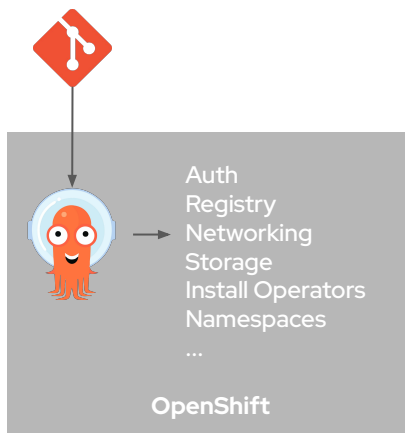 Auth
Registry
Networking
Storage
Install Operators
Namespaces
...
OpenShift